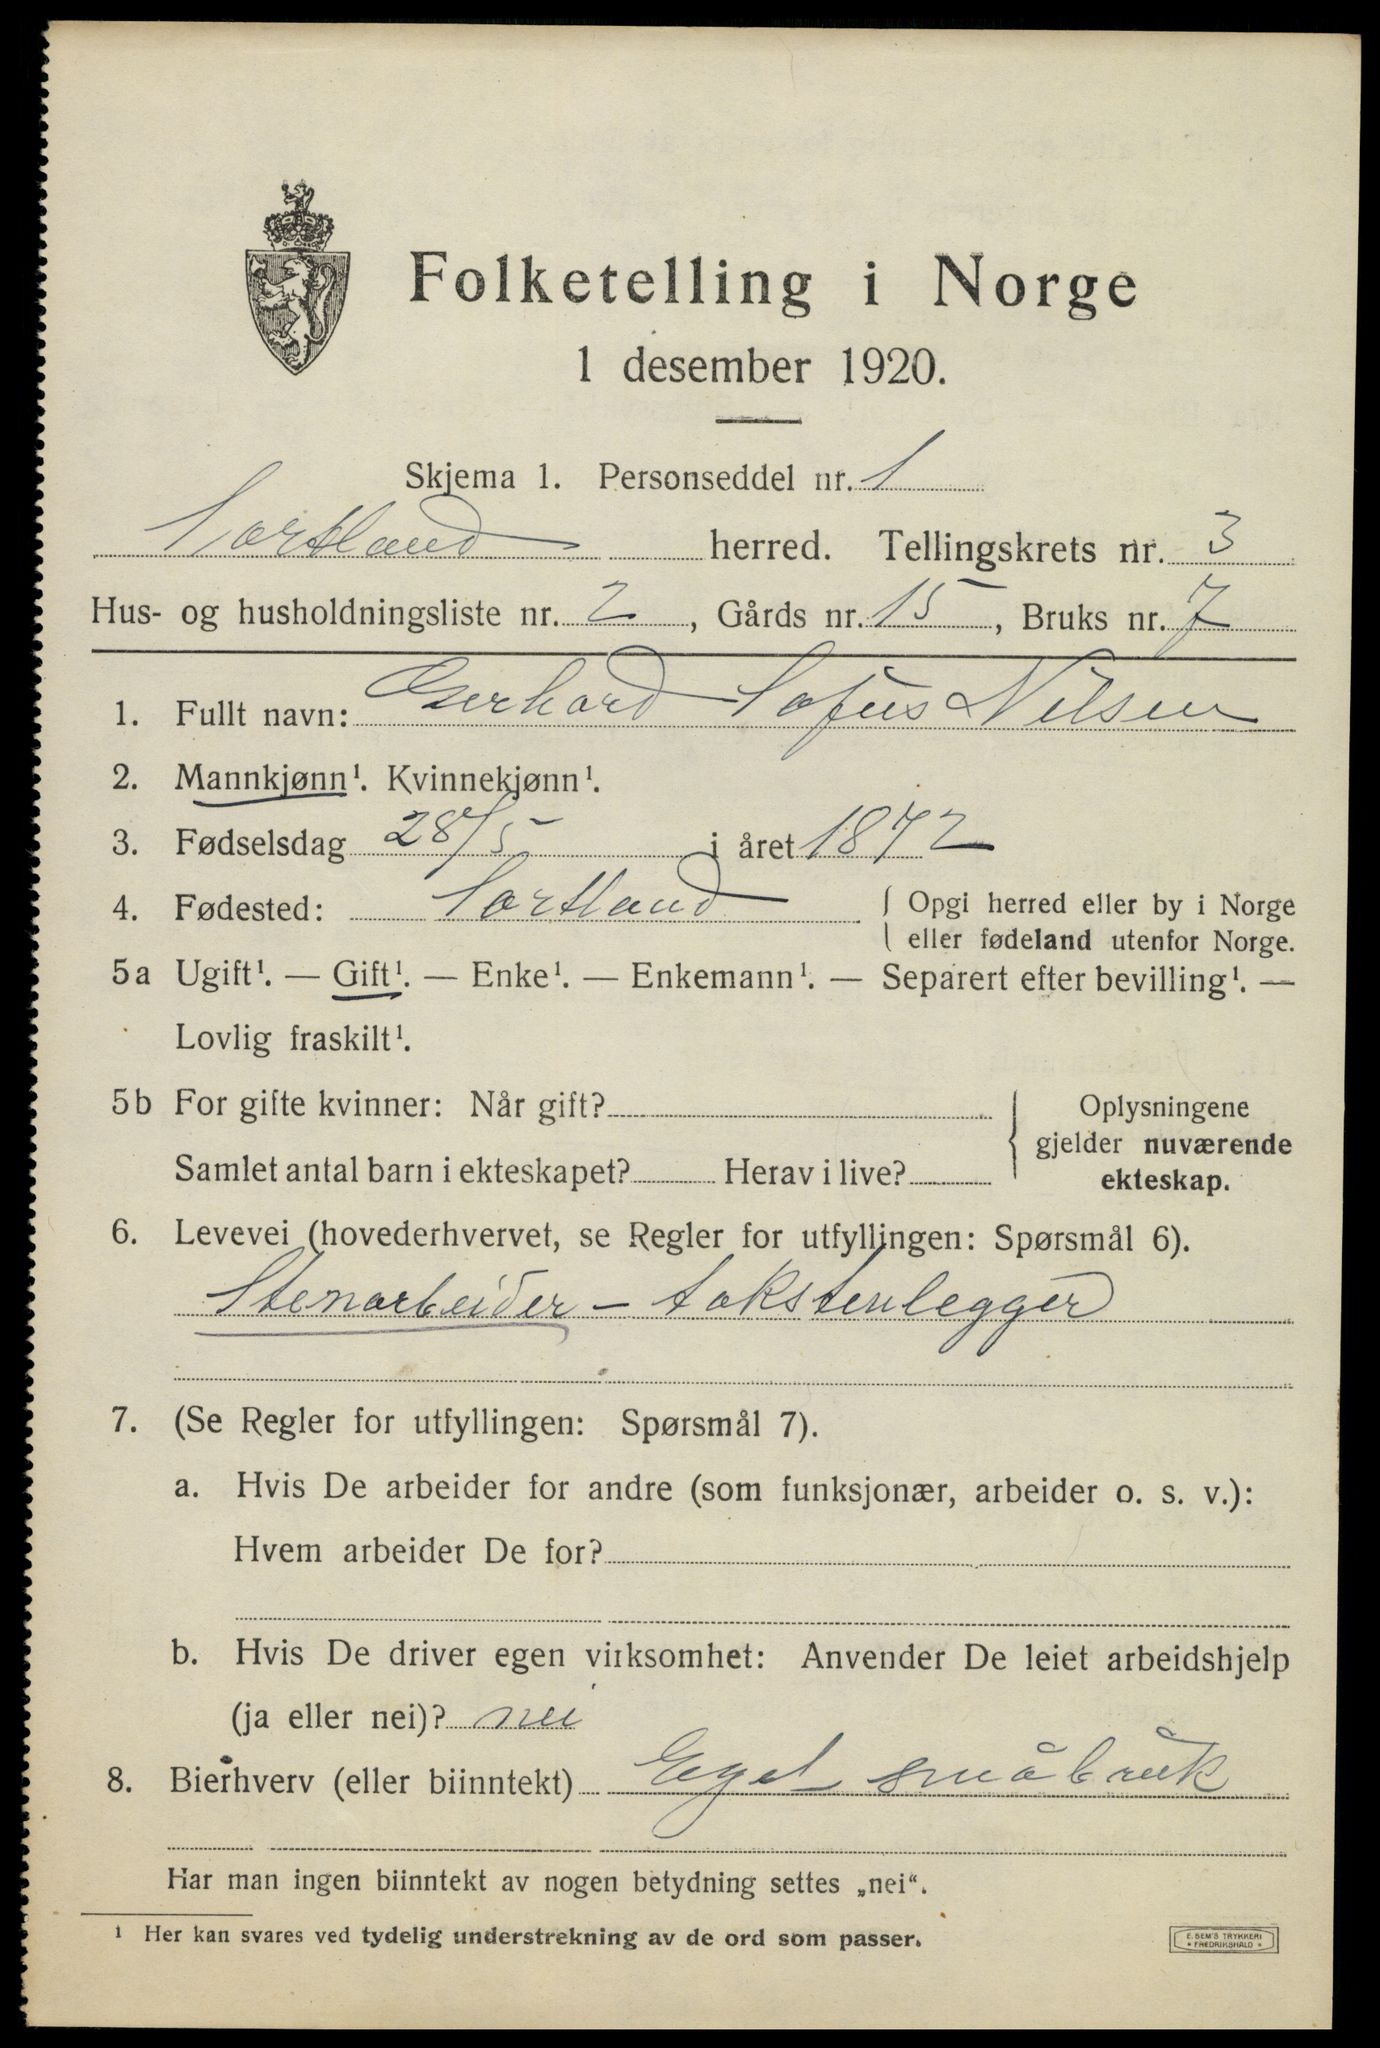 Folketelling i Norge
1 desember 1920.
Skjema 1. Personseddel nr. 1
Sortland herred. Tellingskrets nr. 3
Hus- og husholdningsliste nr. 2, Gårds nr. 15, Bruks nr. 7
1. Fullt navn: Gerhard Sofus Nilsen
2. Mannkjønn¹. Kvinnekjønn¹.
3. Fødselsdag 28/5 i året 1872
4. Fødested: Sortland { Opgi herred eller by i Norge
eller fødeland utenfor Norge.
5a Ugift¹. — Gift¹. — Enke¹. — Enkemann¹. — Separert efter bevilling¹. —
Lovlig fraskilt¹.
5b For gifte kvinner: Når gift? { Oplysningene
gjelder nuværende
Samlet antal barn i ekteskapet? Herav i live? ekteskap.
6. Levevei (hovederhvervet, se Regler for utfyllingen: Spørsmål 6).
Stenarbeider - takstenlegger
7. (Se Regler for utfyllingen: Spørsmål 7).
a. Hvis De arbeider for andre (som funksjonær, arbeider o. s. v.):
Hvem arbeider De for?
b. Hvis De driver egen virksomhet: Anvender De leiet arbeidshjelp
(ja eller nei)? nei
8. Bierhverv (eller biinntekt) Eget småbruk
Har man ingen biinntekt av nogen betydning settes „nei“.
¹ Her kan svares ved tydelig understrekning av de ord som passer.
E. SEM'S TRYKKERI
* FREDRIKSHALD *